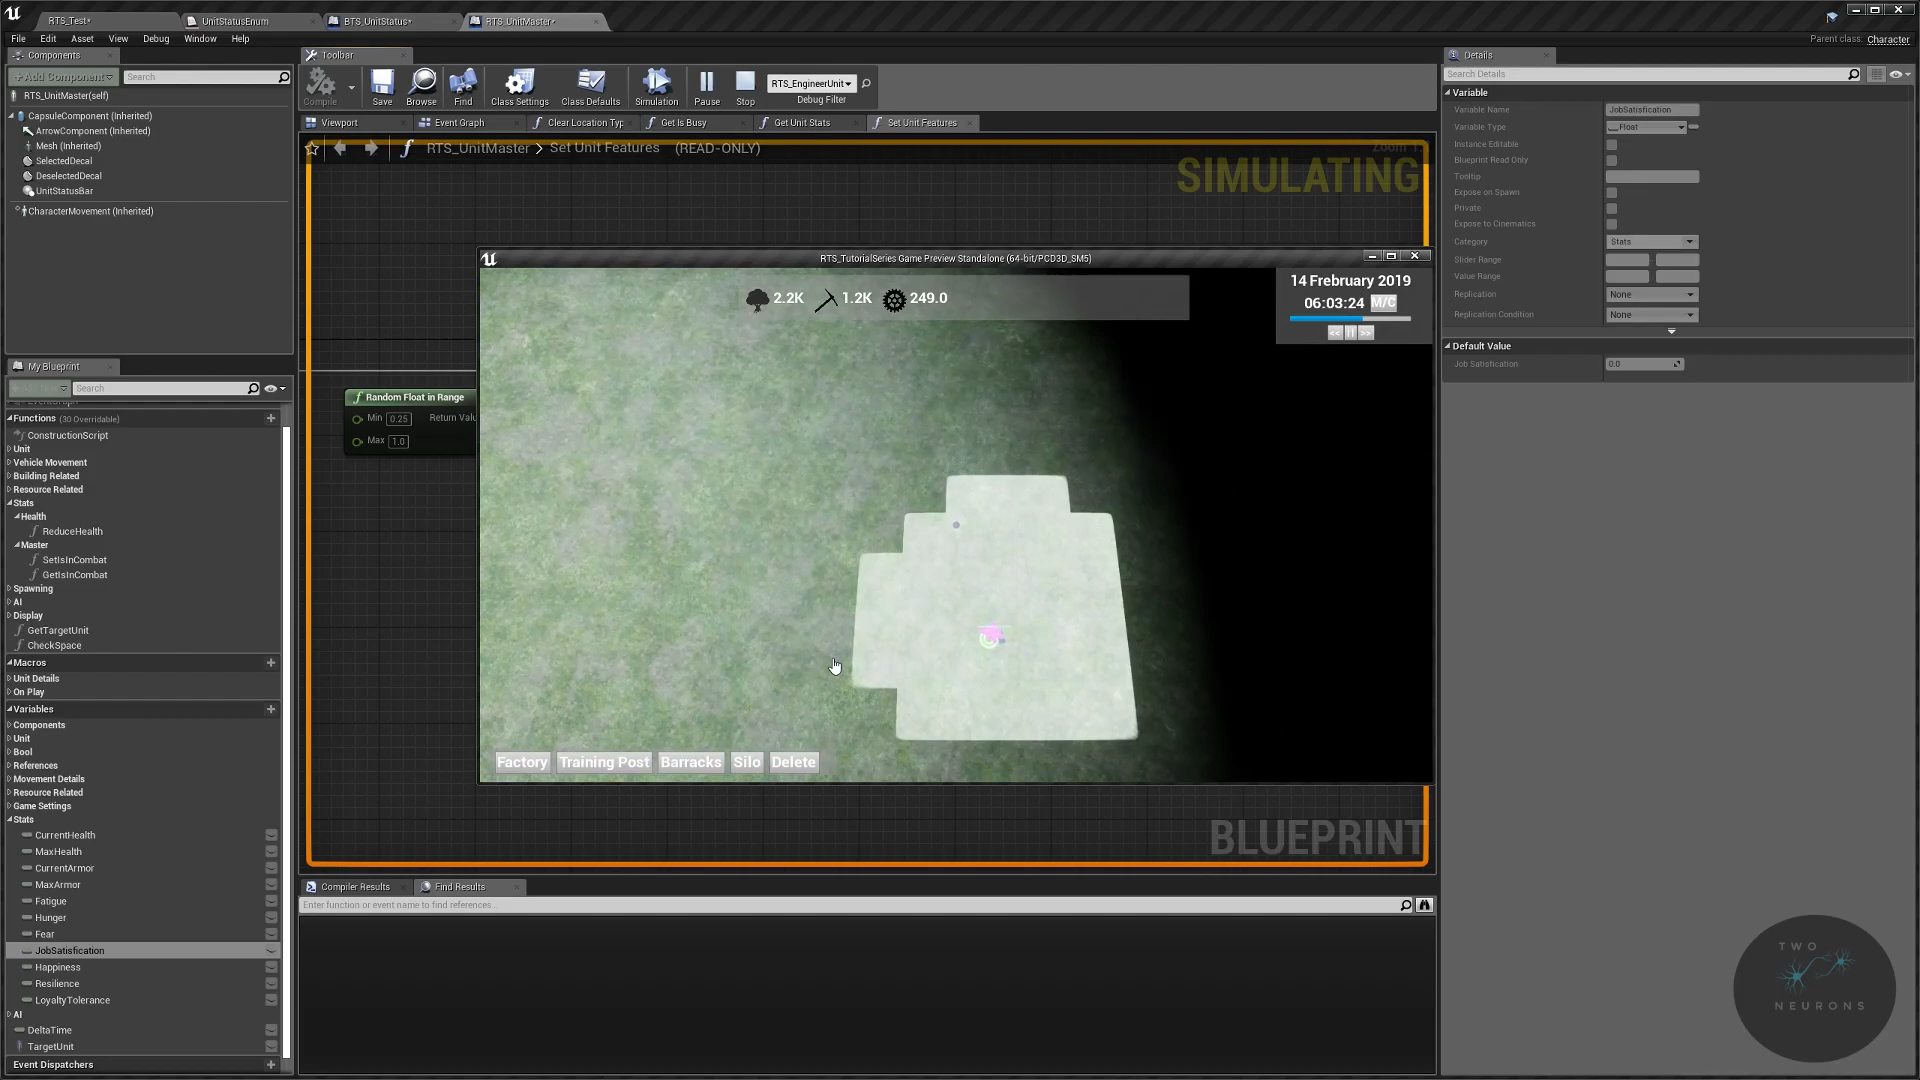 RTS_Test*
UnitStatusEnum
BTS_UnitStatus*
RTS_UnitMaster*
File Edit Asset View Debug Window Help
Parent class: Character
Components
+ Add Component
Search
RTS_UnitMaster(self)
CapsuleComponent (Inherited)
ArrowComponent (Inherited)
Mesh (Inherited)
SelectedDecal
DeselectedDecal
UnitStatusBar
CharacterMovement (Inherited)
My Blueprint
Search
Functions (30 Overridable)
ConstructionScript
Unit
Vehicle Movement
Building Related
Resource Related
Stats
Health
ReduceHealth
Master
SetIsInCombat
GetIsInCombat
Spawning
AI
Display
GetTargetUnit
CheckSpace
Macros
Unit Details
On Play
Variables
Components
Unit
Bool
References
Movement Details
Resource Related
Game Settings
Stats
CurrentHealth
MaxHealth
CurrentArmor
MaxArmor
Fatigue
Hunger
Fear
JobSatisfication
Happiness
Resilience
LoyaltyTolerance
AI
DeltaTime
TargetUnit
Event Dispatchers
Toolbar
Compile Save Browse Find Class Settings Class Defaults Simulation Pause Stop
RTS_EngineerUnit
Debug Filter
Viewport Event Graph Clear Location Typ Get Is Busy Get Unit Stats Set Unit Features
RTS_UnitMaster > Set Unit Features (READ-ONLY)
SIMULATING
Random Float in Range
Min 0.25 Return Valu
Max 1.0
RTS_TutorialSeries Game Preview Standalone (64-bit/PCD3D_SM5)
2.2K 1.2K 249.0
14 Frebruary 2019
06:03:24 M/C
<< || >>
Factory Training Post Barracks Silo Delete
BLUEPRINT
Compiler Results
Find Results
Enter function or event name to find references...
Details
Search Details
Variable
Variable Name JobSatisfication
Variable Type Float
Instance Editable
Blueprint Read Only
Tooltip
Expose on Spawn
Private
Expose to Cinematics
Category Stats
Slider Range
Value Range
Replication None
Replication Condition None
Default Value
Job Satisfication 0.0
TWO
NEURONS